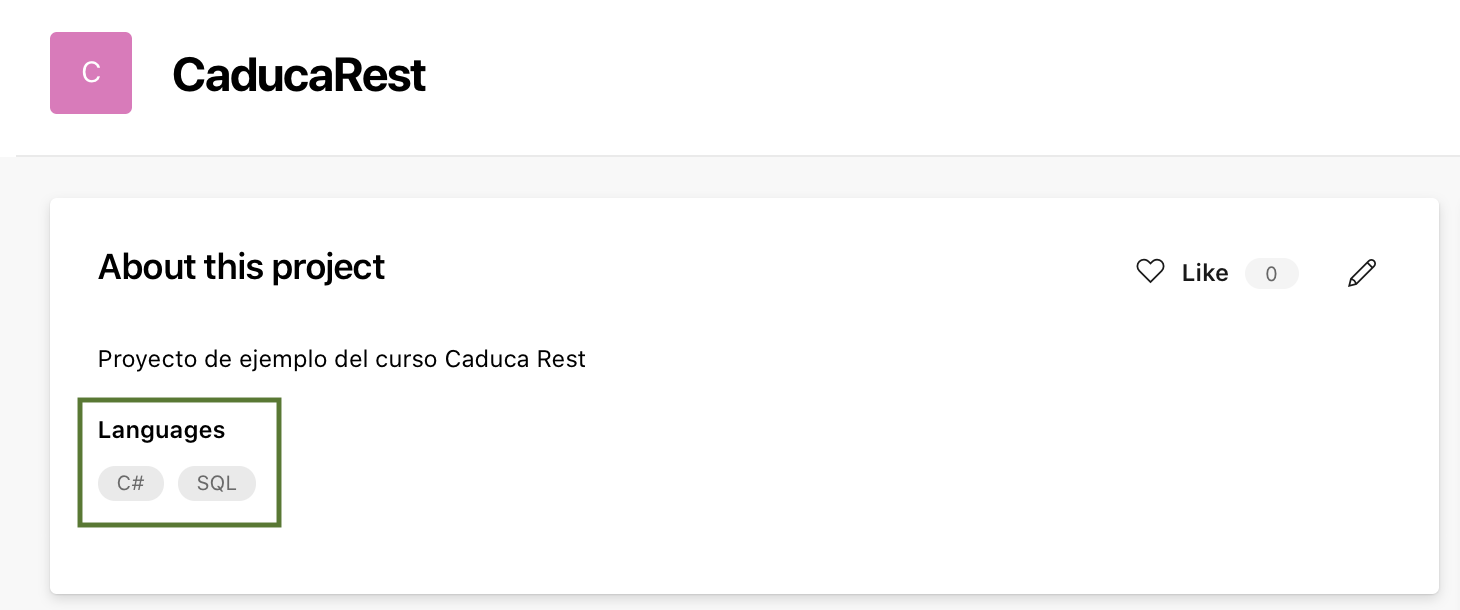 C
CaducaRest
About this project
Like 0
Proyecto de ejemplo del curso Caduca Rest
Languages
C# SQL